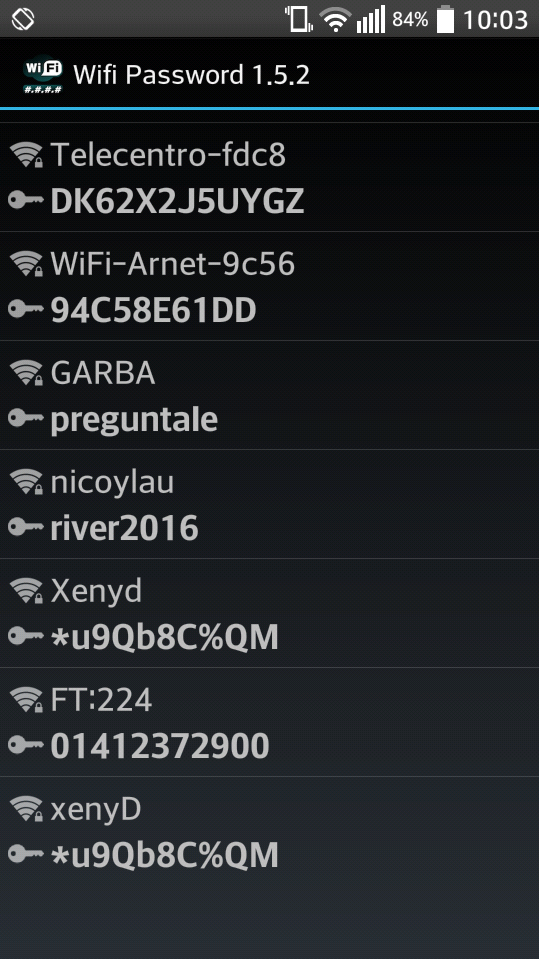 84% 10:03
WiFi
#.#.#.#
Wifi Password 1.5.2
Telecentro-fdc8
DK62X2J5UYGZ
WiFi-Arnet-9c56
94C58E61DD
GARBA
preguntale
nicoylau
river2016
Xenyd
*u9Qb8C%QM
FT:224
01412372900
xenyD
*u9Qb8C%QM